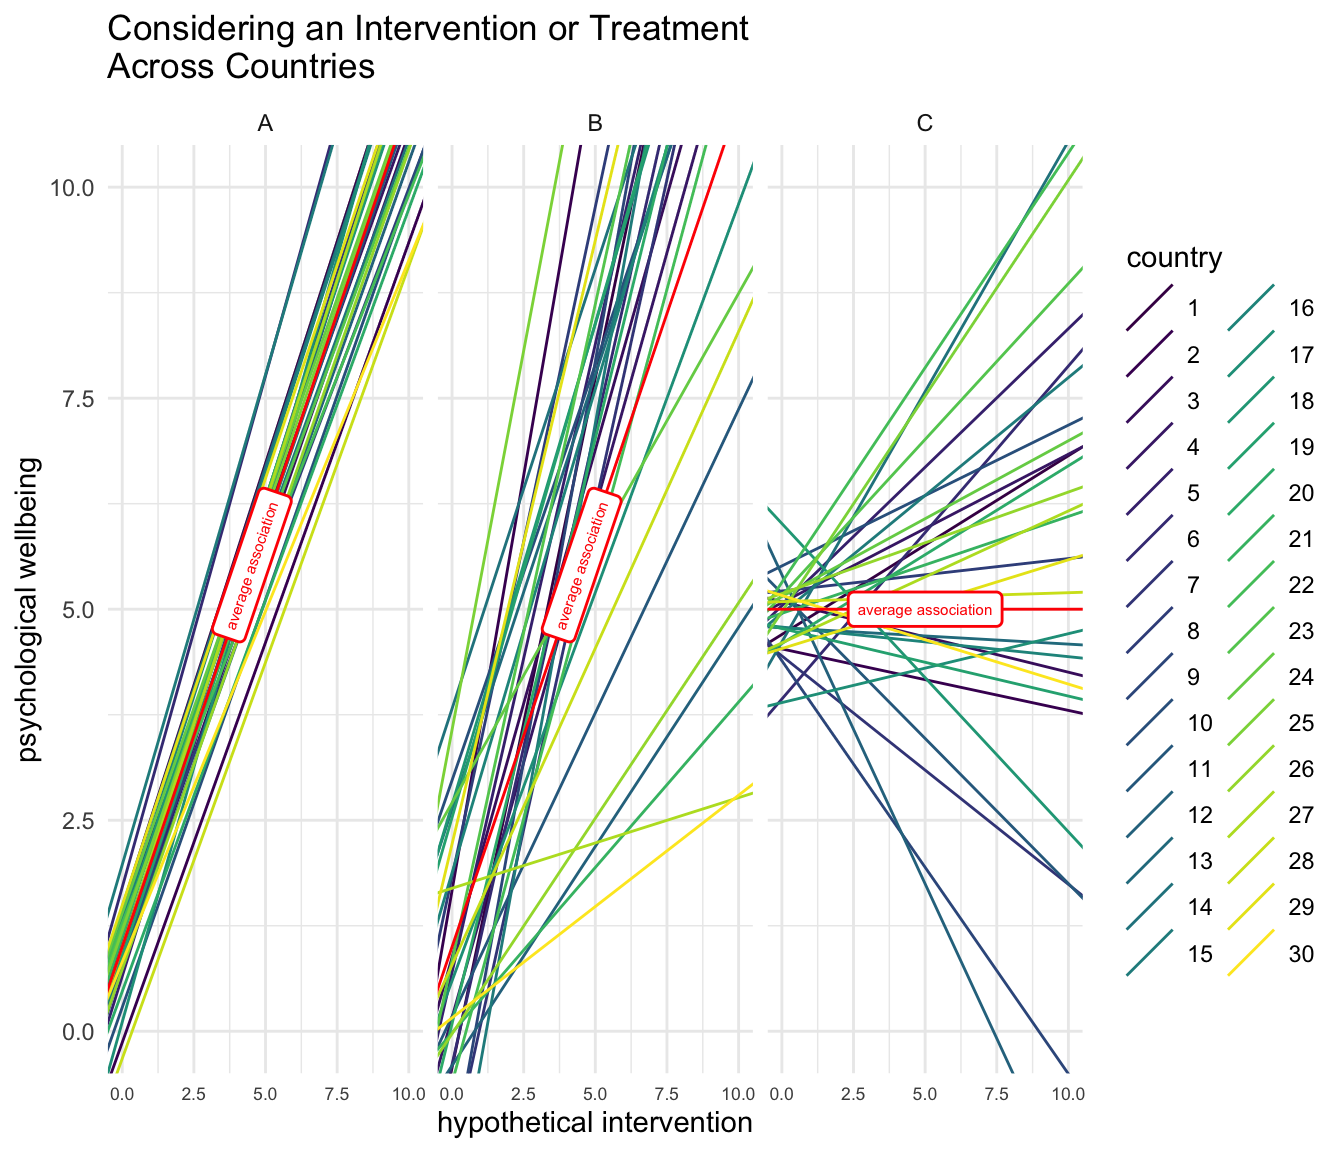 Considering an Intervention or Treatment
Across Countries
A
B
C
psychological wellbeing
10.0
7.5
5.0
2.5
0.0
average association
average association
average association
0.0 2.5 5.0 7.5 10.0
0.0 2.5 5.0 7.5 10.0
0.0 2.5 5.0 7.5 10.0
hypothetical intervention
country
1
2
3
4
5
6
7
8
9
10
11
12
13
14
15
16
17
18
19
20
21
22
23
24
25
26
27
28
29
30